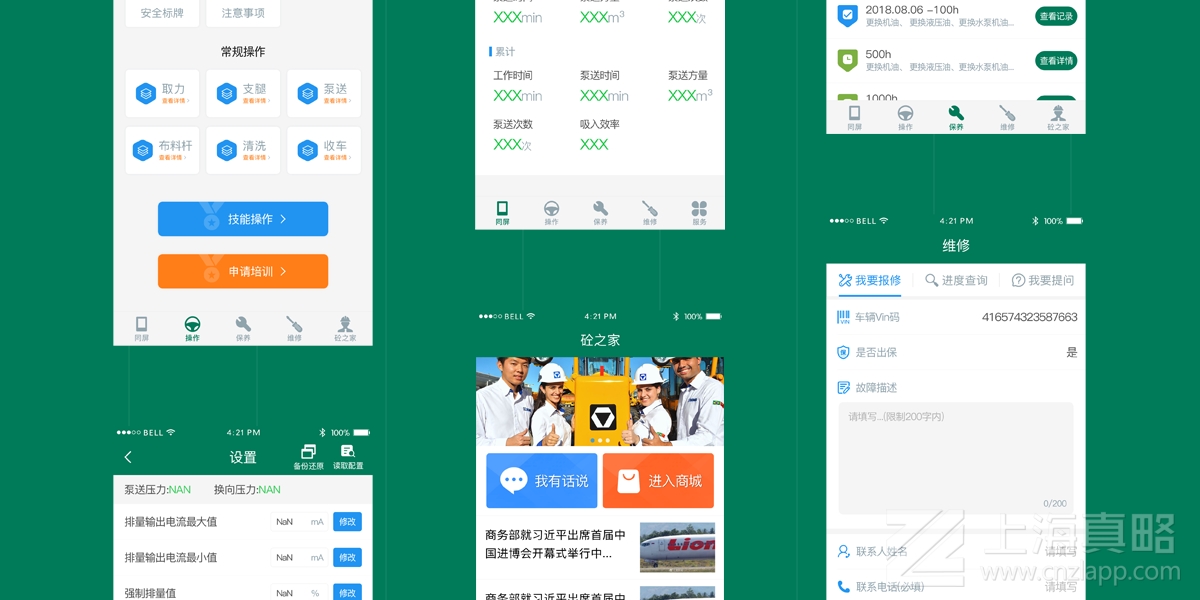 安全标牌
注意事项
常规操作
取力
查看详情 >
支腿
查看详情 >
泵送
查看详情 >
布料杆
查看详情 >
清洗
查看详情 >
收车
查看详情 >
技能操作 >
申请培训 >
同屏
操作
保养
维修
砼之家
BELL
4:21 PM
100%
设置
备份还原
读取配置
泵送压力:NAN
换向压力:NAN
排量输出电流最大值
NaN
mA
修改
排量输出电流最小值
NaN
mA
修改
强制排量值
NaN
%
修改
XXXmin
XXXm³
XXX次
累计
工作时间
泵送时间
泵送方量
XXXmin
XXXmin
XXXm³
泵送次数
吸入效率
XXX次
XXX
同屏
操作
保养
维修
服务
BELL
4:21 PM
100%
砼之家
我有话说
进入商城
商务部就习近平出席首届中
国进博会开幕式举行中...
Lion
商务部就习近平出席首届中
2018.08.06 -100h
更换机油、更换液压油、更换水泵机油...
查看记录
500h
更换机油、更换液压油、更换水泵机油...
查看详情
1000h
同屏
操作
保养
维修
砼之家
BELL
4:21 PM
100%
维修
我要报修
进度查询
我要提问
VIN
车辆Vin码
416574323587663
是否出保
是
故障描述
请填写...(限制200字内)
0/200
联系人姓名
请填写
联系电话(必填)
请填写
上海真略
www.cnzlapp.com